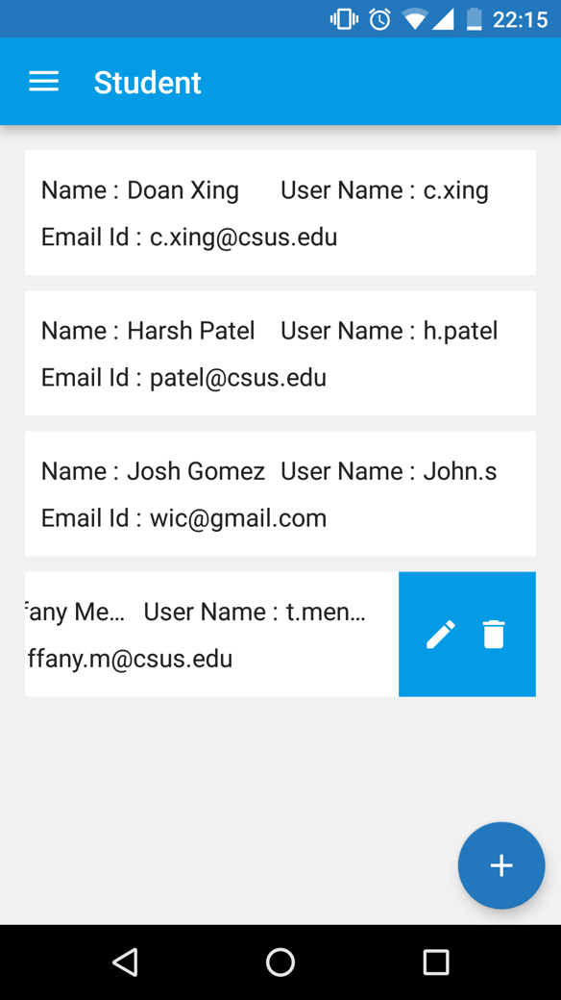 22:15
Student
Name : Doan Xing User Name : c.xing
Email Id : c.xing@csus.edu
Name : Harsh Patel User Name : h.patel
Email Id : patel@csus.edu
Name : Josh Gomez User Name : John.s
Email Id : wic@gmail.com
fany Me... User Name : t.men...
ffany.m@csus.edu